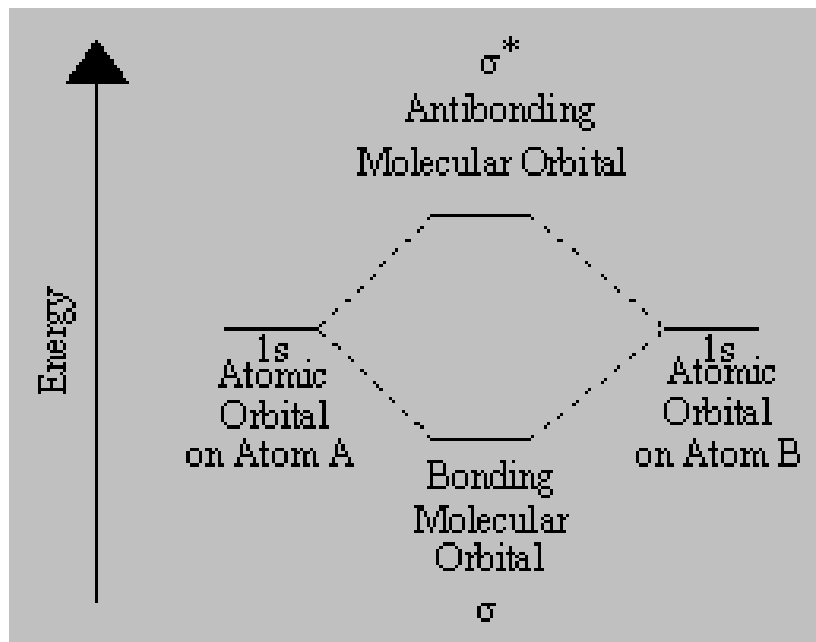 σ*
Antibonding
Molecular Orbital
Energy
1s
Atomic
Orbital
on Atom A
1s
Atomic
Orbital
on Atom B
Bonding
Molecular
Orbital
σ